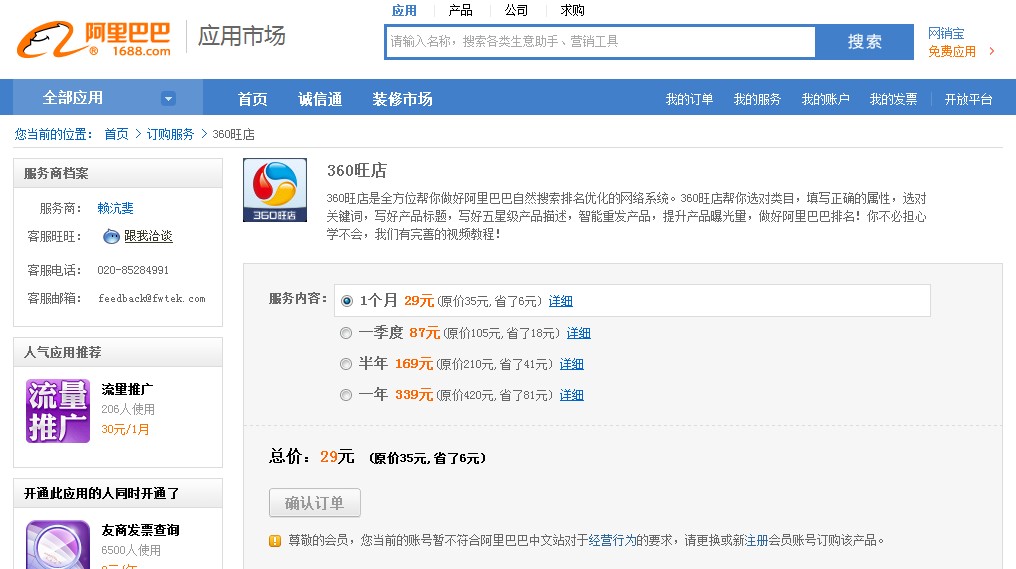 应用 产品 公司 求购
阿里巴巴
1688.com
®
应用市场
请输入名称，搜索各类生意助手、营销工具
搜索
网销宝
免费应用 >
全部应用
首页 诚信通 装修市场
我的订单 我的服务 我的账户 我的发票 开放平台
您当前的位置： 首页 > 订购服务 > 360旺店
服务商档案
服务商： 赖沆蜚
客服旺旺： 跟我洽谈
客服电话： 020-85284991
客服邮箱： feedback@fwtek.com
人气应用推荐
流量
推广
流里推广
206人使用
30元/1月
开通此应用的人同时开通了
友商发票查询
6500人使用
360旺店
360旺店
360旺店是全方位帮你做好阿里巴巴自然搜索排名优化的网络系统。360旺店帮你选对类目，填写正确的属性，选对
关键词，写好产品标题，写好五星级产品描述，智能重发产品，提升产品曝光量，做好阿里巴巴排名！你不必担心
学不会，我们有完善的视频教程！
服务内容： 1个月 29元 (原价35元, 省了6元) 详细
一季度 87元 (原价105元, 省了18元) 详细
半年 169元 (原价210元, 省了41元) 详细
一年 339元 (原价420元, 省了81元) 详细
总价：29元 (原价35元, 省了6元)
确认订单
尊敬的会员，您当前的账号暂不符合阿里巴巴中文站对于经营行为的要求，请更换或新注册会员账号订购该产品。